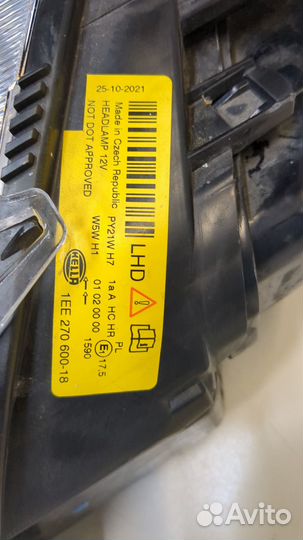 25-10-2021
Made in Czech Republic
HEADLAMP 12V
NOT DOT APPROVED
PY21W H7
W5W H1
LHD
1a A HC HR PL
01 02 00 00 1590
E 17,5
HELLA
1EE 270 600-18
Avito